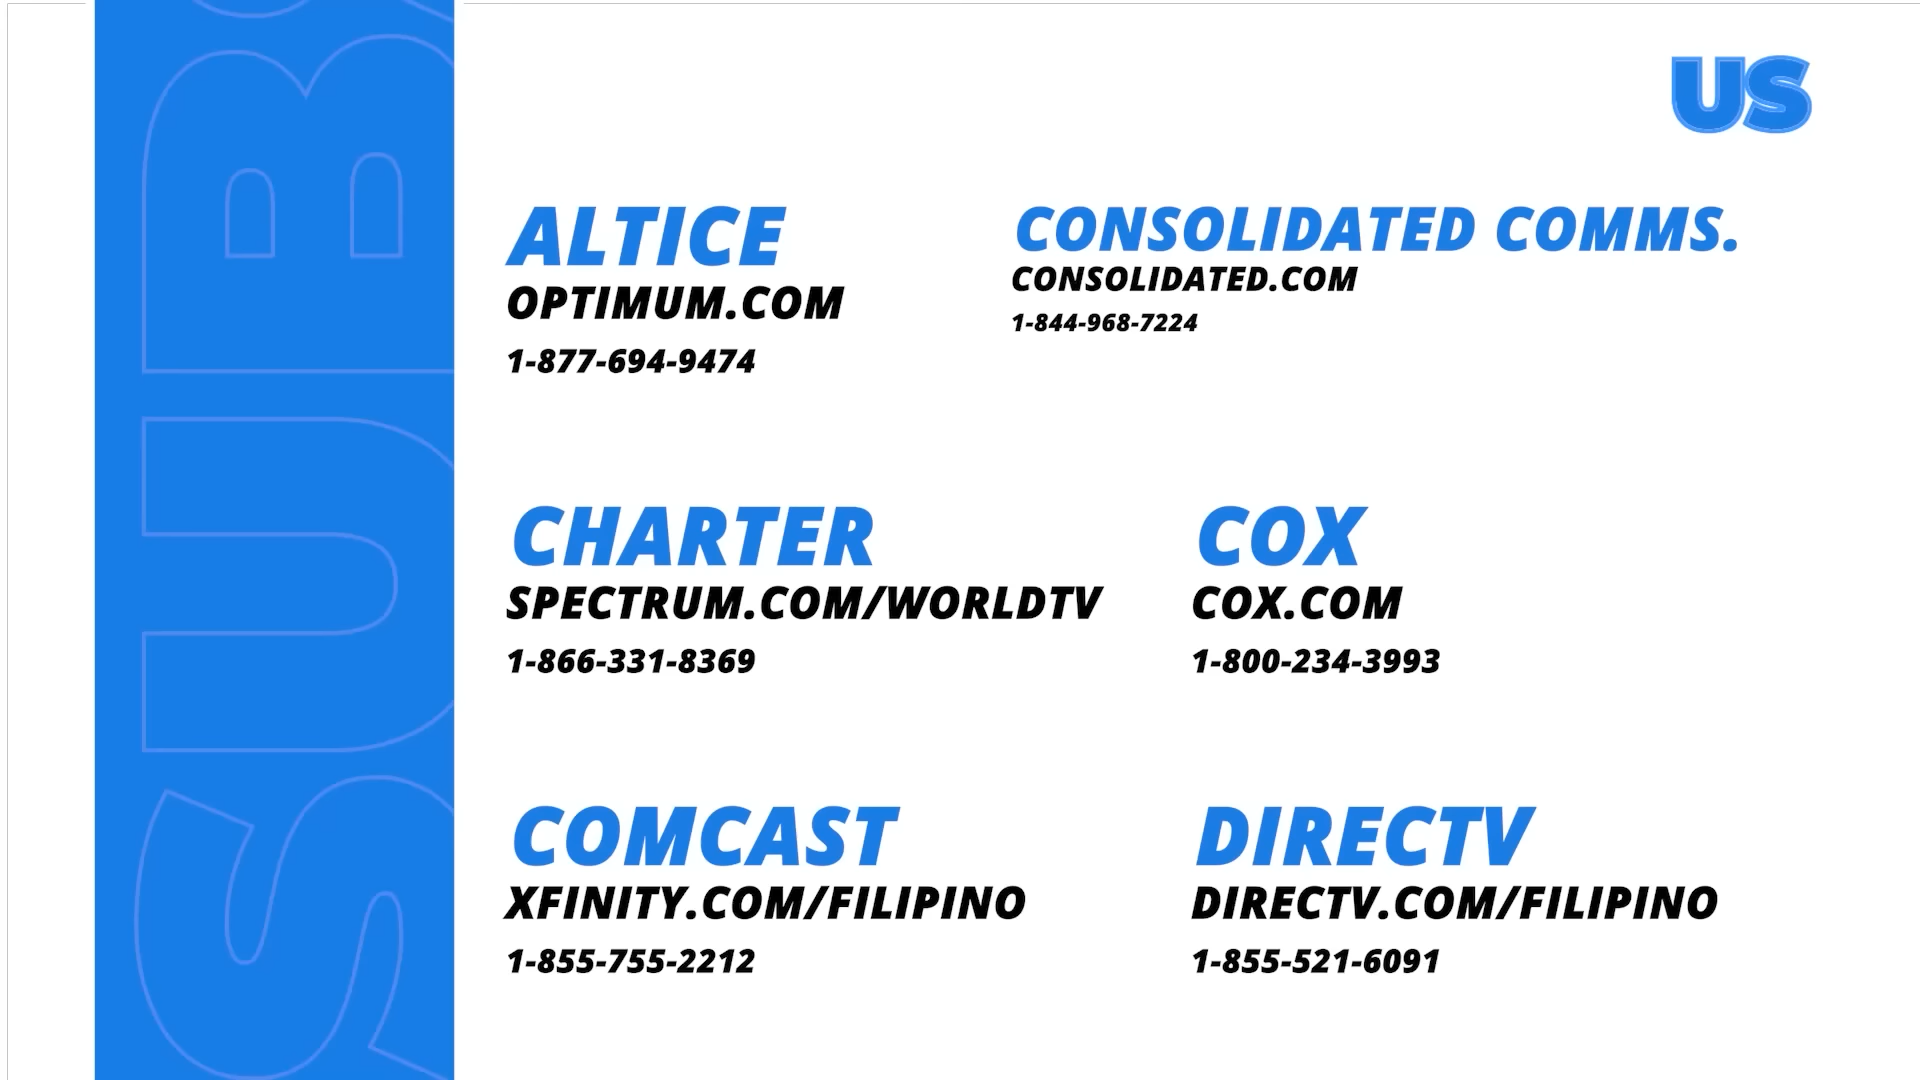 US
ALTICE
OPTIMUM.COM
1-877-694-9474
CONSOLIDATED COMMS.
CONSOLIDATED.COM
1-844-968-7224
CHARTER
SPECTRUM.COM/WORLDTV
1-866-331-8369
COX
COX.COM
1-800-234-3993
COMCAST
XFINITY.COM/FILIPINO
1-855-755-2212
DIRECTV
DIRECTV.COM/FILIPINO
1-855-521-6091
SUB